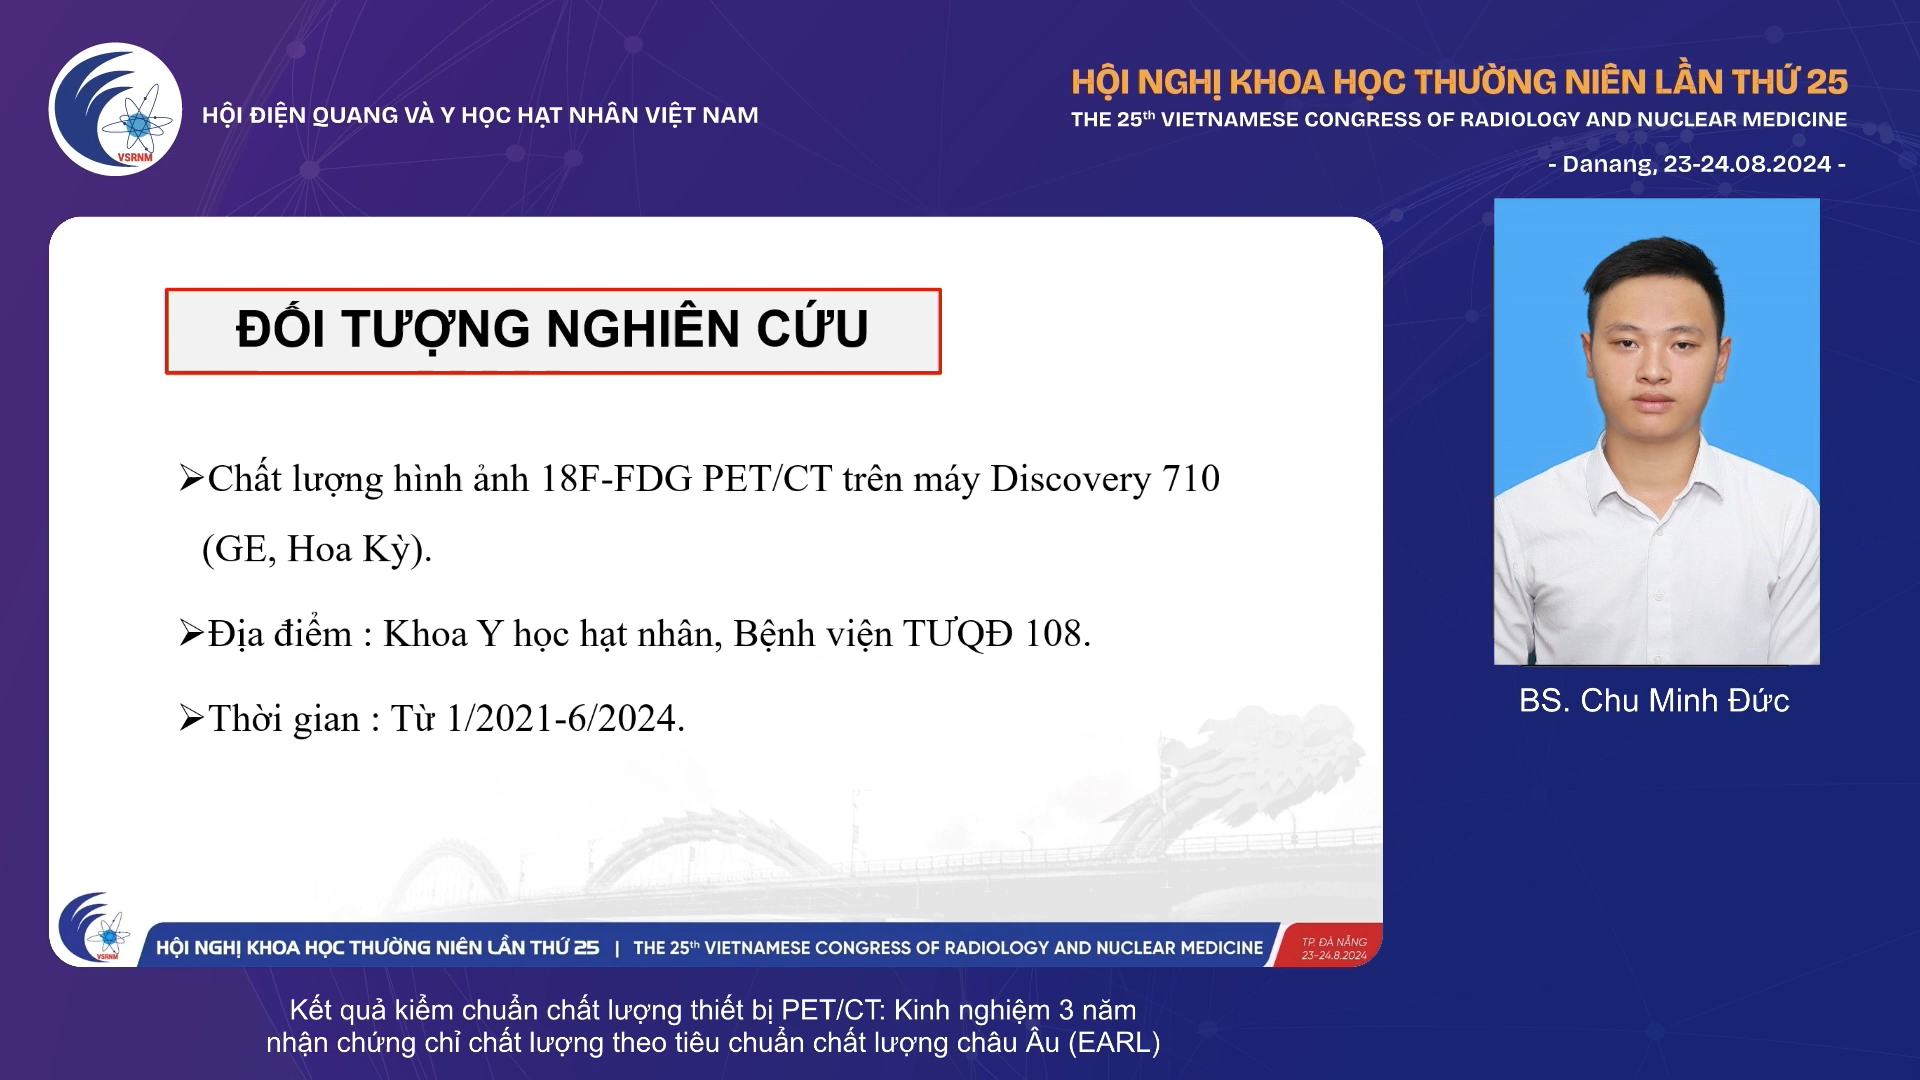 VSRNM
HỘI ĐIỆN QUANG VÀ Y HỌC HẠT NHÂN VIỆT NAM
HỘI NGHỊ KHOA HỌC THƯỜNG NIÊN LẦN THỨ 25
THE 25th VIETNAMESE CONGRESS OF RADIOLOGY AND NUCLEAR MEDICINE
- Danang, 23-24.08.2024 -
ĐỐI TƯỢNG NGHIÊN CỨU
➢Chất lượng hình ảnh 18F-FDG PET/CT trên máy Discovery 710
(GE, Hoa Kỳ).
➢Địa điểm : Khoa Y học hạt nhân, Bệnh viện TƯQĐ 108.
➢Thời gian : Từ 1/2021-6/2024.
BS. Chu Minh Đức
VSRNM
HỘI NGHỊ KHOA HỌC THƯỜNG NIÊN LẦN THỨ 25 | THE 25th VIETNAMESE CONGRESS OF RADIOLOGY AND NUCLEAR MEDICINE
TP. ĐÀ NẴNG
23-24.8.2024
Kết quả kiểm chuẩn chất lượng thiết bị PET/CT: Kinh nghiệm 3 năm
nhận chứng chỉ chất lượng theo tiêu chuẩn chất lượng châu Âu (EARL)